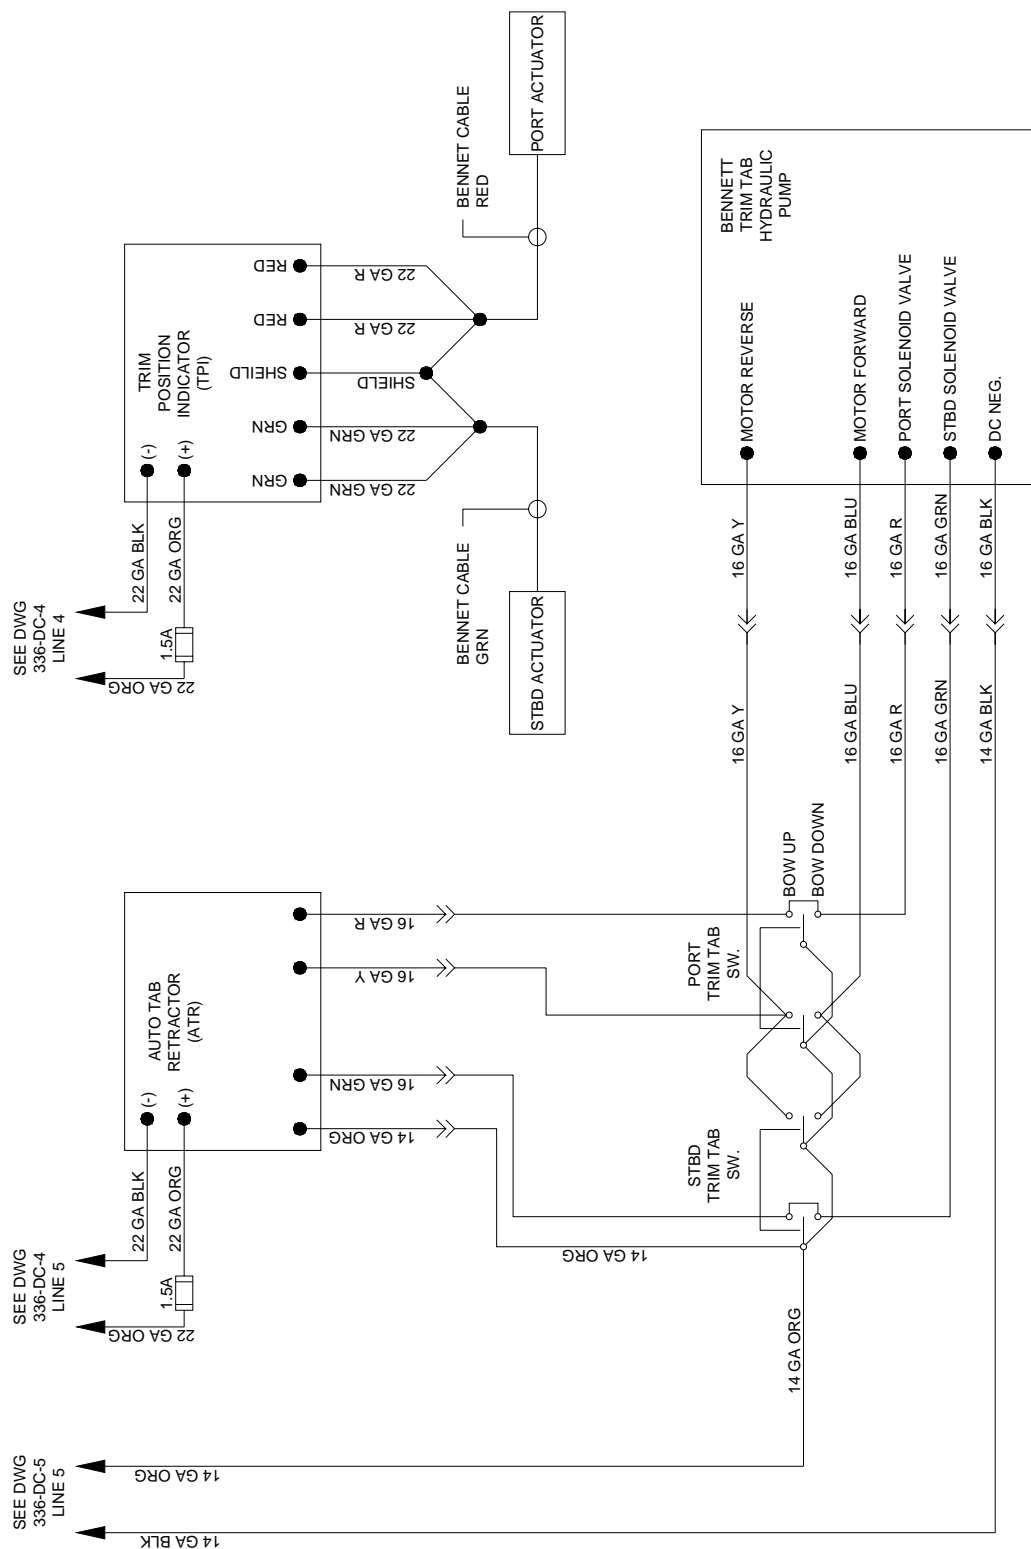 SEE DWG
336-DC-5
LINE 5
14 GA BLK
14 GA ORG
14 GA ORG
SEE DWG
336-DC-4
LINE 5
22 GA ORG
1.5A
22 GA BLK
22 GA ORG
(-)
(+)
AUTO TAB
RETRACTOR
(ATR)
14 GA ORG
16 GA GRN
16 GA Y
16 GA R
14 GA ORG
STBD
TRIM TAB
SW.
PORT
TRIM TAB
SW.
BOW UP
BOW DOWN
SEE DWG
336-DC-4
LINE 4
22 GA ORG
1.5A
22 GA BLK
22 GA ORG
(-)
(+)
TRIM
POSITION
INDICATOR
(TPI)
GRN
GRN
SHEILD
RED
RED
22 GA GRN
22 GA GRN
SHIELD
22 GA R
22 GA R
BENNET CABLE
GRN
BENNET CABLE
RED
STBD ACTUATOR
PORT ACTUATOR
16 GA Y
16 GA BLU
16 GA R
16 GA GRN
14 GA BLK
16 GA Y
16 GA BLU
16 GA R
16 GA GRN
16 GA BLK
MOTOR REVERSE
MOTOR FORWARD
PORT SOLENOID VALVE
STBD SOLENOID VALVE
DC NEG.
BENNETT
TRIM TAB
HYDRAULIC
PUMP